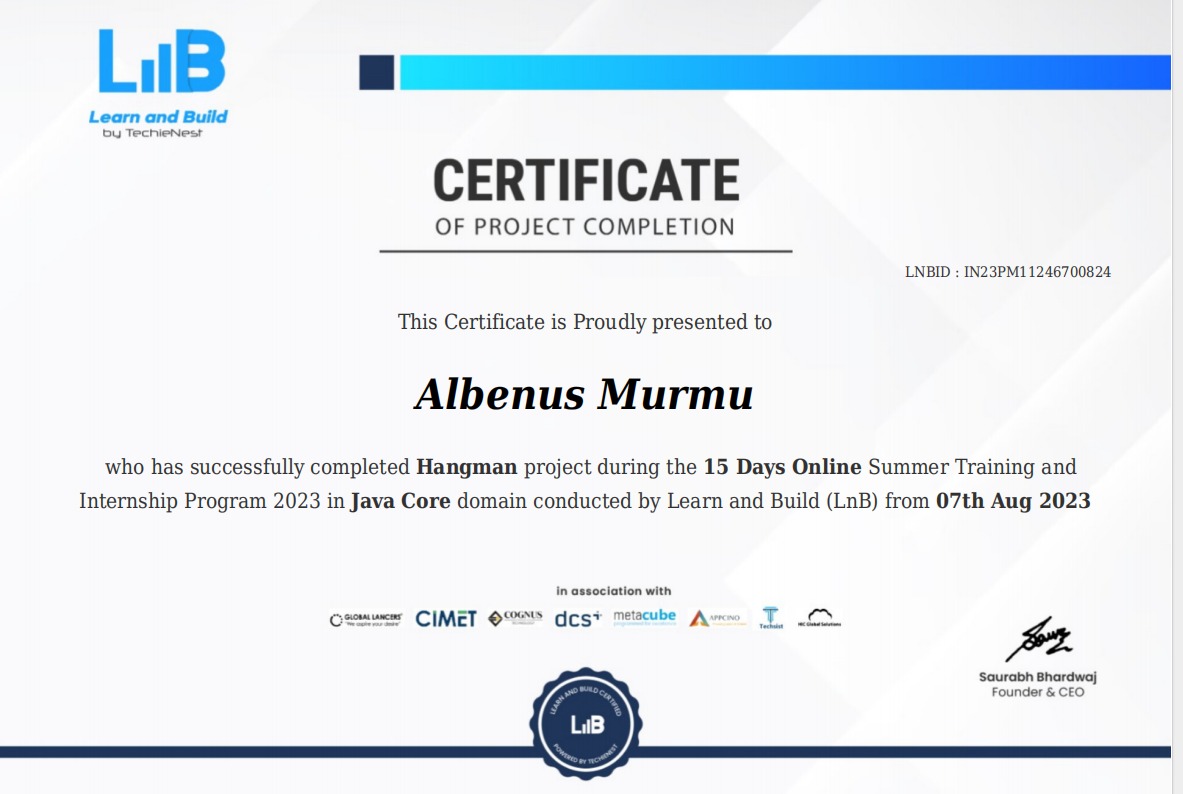 LnB
Learn and Build
by TechieNest
CERTIFICATE
OF PROJECT COMPLETION
LNBID : IN23PM11246700824
This Certificate is Proudly presented to
Albenus Murmu
who has successfully completed Hangman project during the 15 Days Online Summer Training and
Internship Program 2023 in Java Core domain conducted by Learn and Build (LnB) from 07th Aug 2023
in association with
GLOBAL LANCERS
"We aspire your desire"
CIMET
COGNUS
TECHNOLOGY
dcs+
metacube
APPCINO
Techsist
HIC Global Solutions
Saurabh Bhardwaj
Founder & CEO
LEARN AND BUILD CERTIFIED
LnB
POWERED BY TECHIENEST